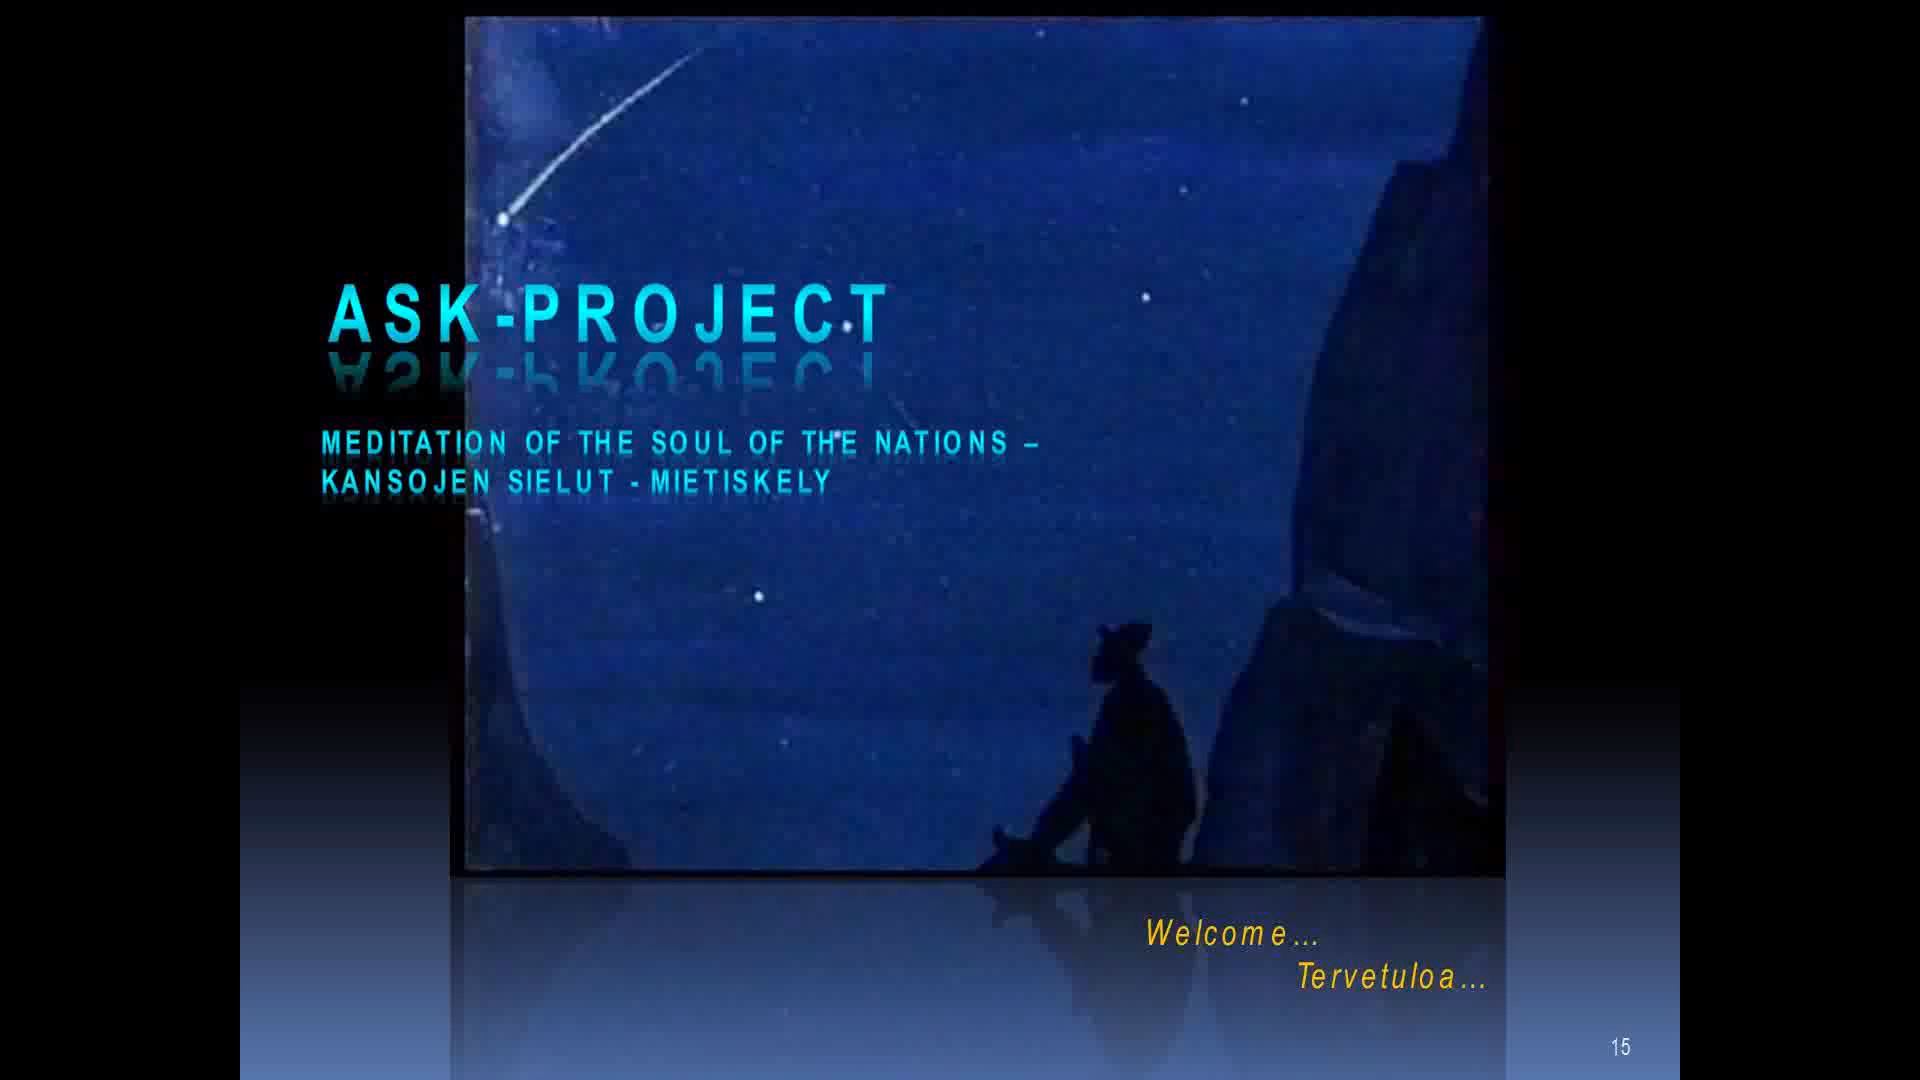 ASK-PROJECT
MEDITATION OF THE SOUL OF THE NATIONS –
KANSOJEN SIELUT - MIETISKELY
Welcome...
Tervetuloa...
15